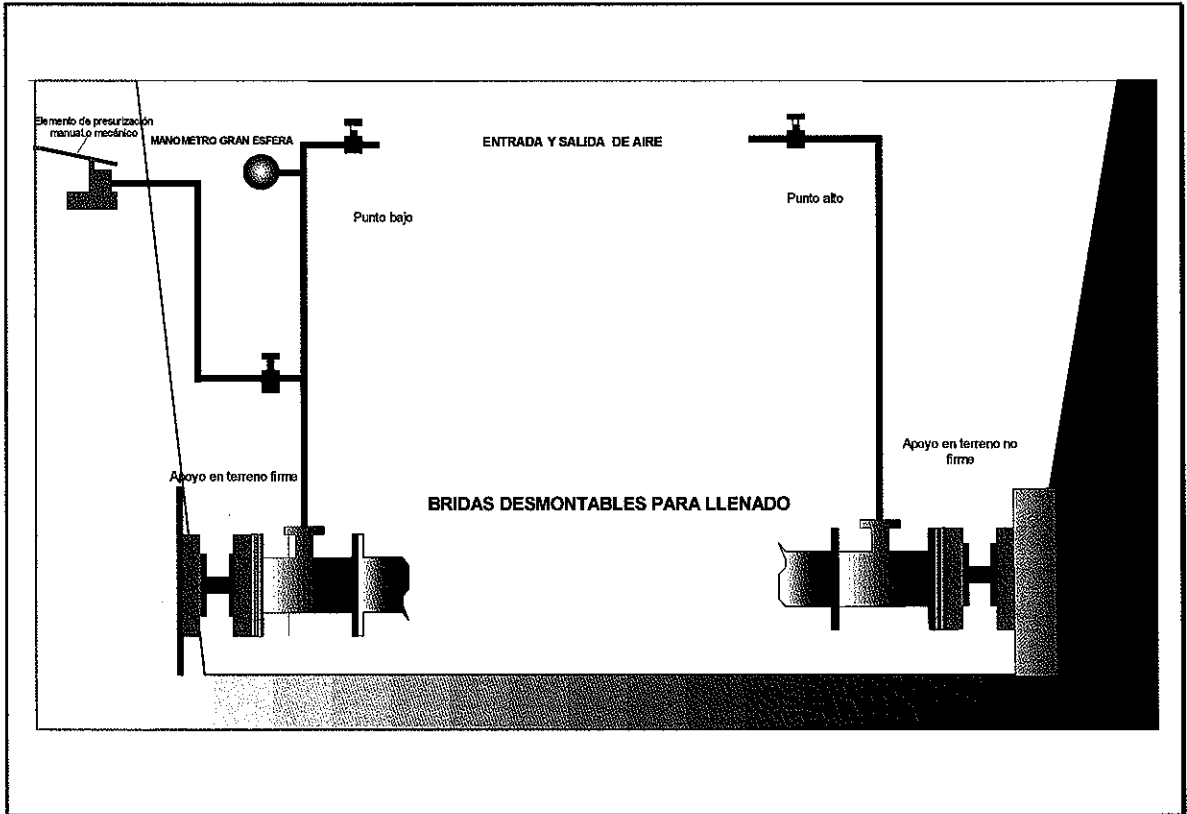 Elemento de presurización
manual o mecánico
MANOMETRO GRAN ESFERA
ENTRADA Y SALIDA DE AIRE
Punto bajo
Punto alto
Apoyo en terreno firme
Apoyo en terreno no
firme
BRIDAS DESMONTABLES PARA LLENADO